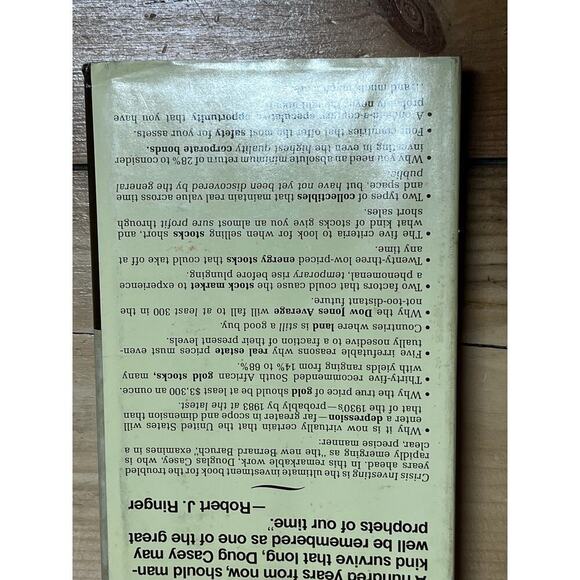 A hundred years from now, should man-
kind survive that long, Doug Casey may
well be remembered as one of the great
prophets of our time."
—Robert J. Ringer
Crisis Investing is the ultimate investment book for the troubled
years ahead. In this remarkable work, Douglas Casey, who is
rapidly emerging as "the new Bernard Baruch," examines in a
clear, precise manner:
• Why it is now virtually certain that the United States will
enter a depression—far greater in scope and dimension than
that of the 1930's—probably by 1983 at the latest.
• Why the true price of gold should be at least $3,300 an ounce.
• Thirty-five recommended South African gold stocks, many
with yields ranging from 14% to 68%.
• Five irrefutable reasons why real estate prices must even-
tually nosedive to a fraction of their present levels.
• Countries where land is still a good buy.
• Why the Dow Jones Average will fall to at least 300 in the
not-too-distant future.
• Two factors that could cause the stock market to experience
a phenomenal, temporary rise before plunging.
• Twenty-three low-priced energy stocks that could take off at
any time.
• The five criteria to look for when selling stocks short, and
what kind of stocks give you an almost sure profit through
short sales.
• Two types of collectibles that maintain real value across time
and space, but have not yet been discovered by the general
public.
• Why you need an absolute minimum return of 28% to consider
investing in even the highest quality corporate bonds.
• Four countries that offer the most safety for your assets.
• A once-in-a-century speculative opportunity that you have
probably never thought about.
... and much, much more.